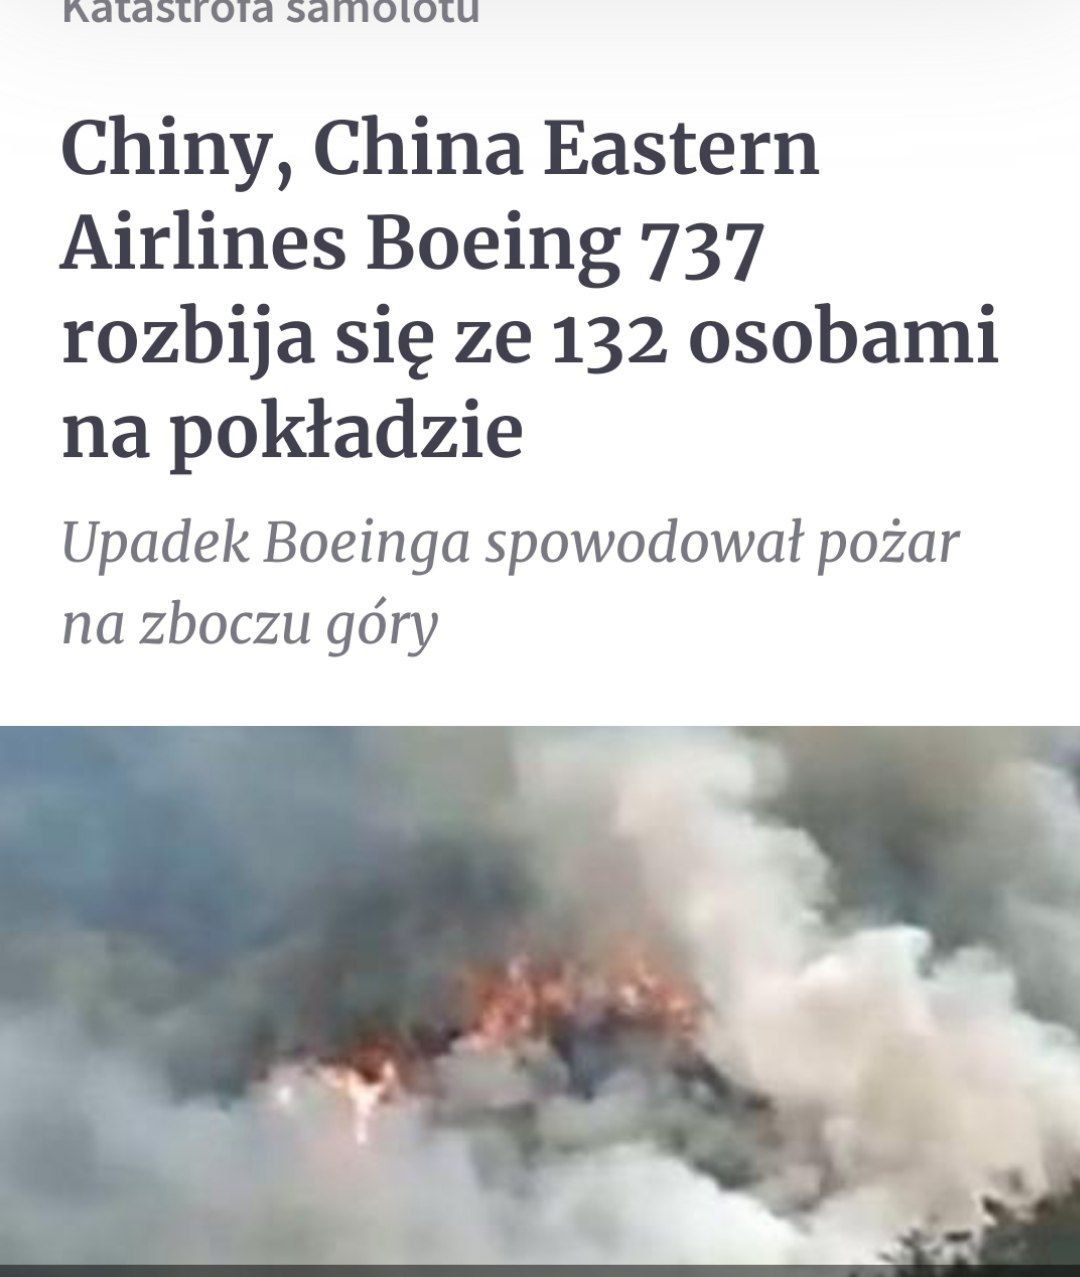 Katastrofa samolotu
Chiny, China Eastern
Airlines Boeing 737
rozbija się ze 132 osobami
na pokładzie
Upadek Boeinga spowodował pożar
na zboczu góry